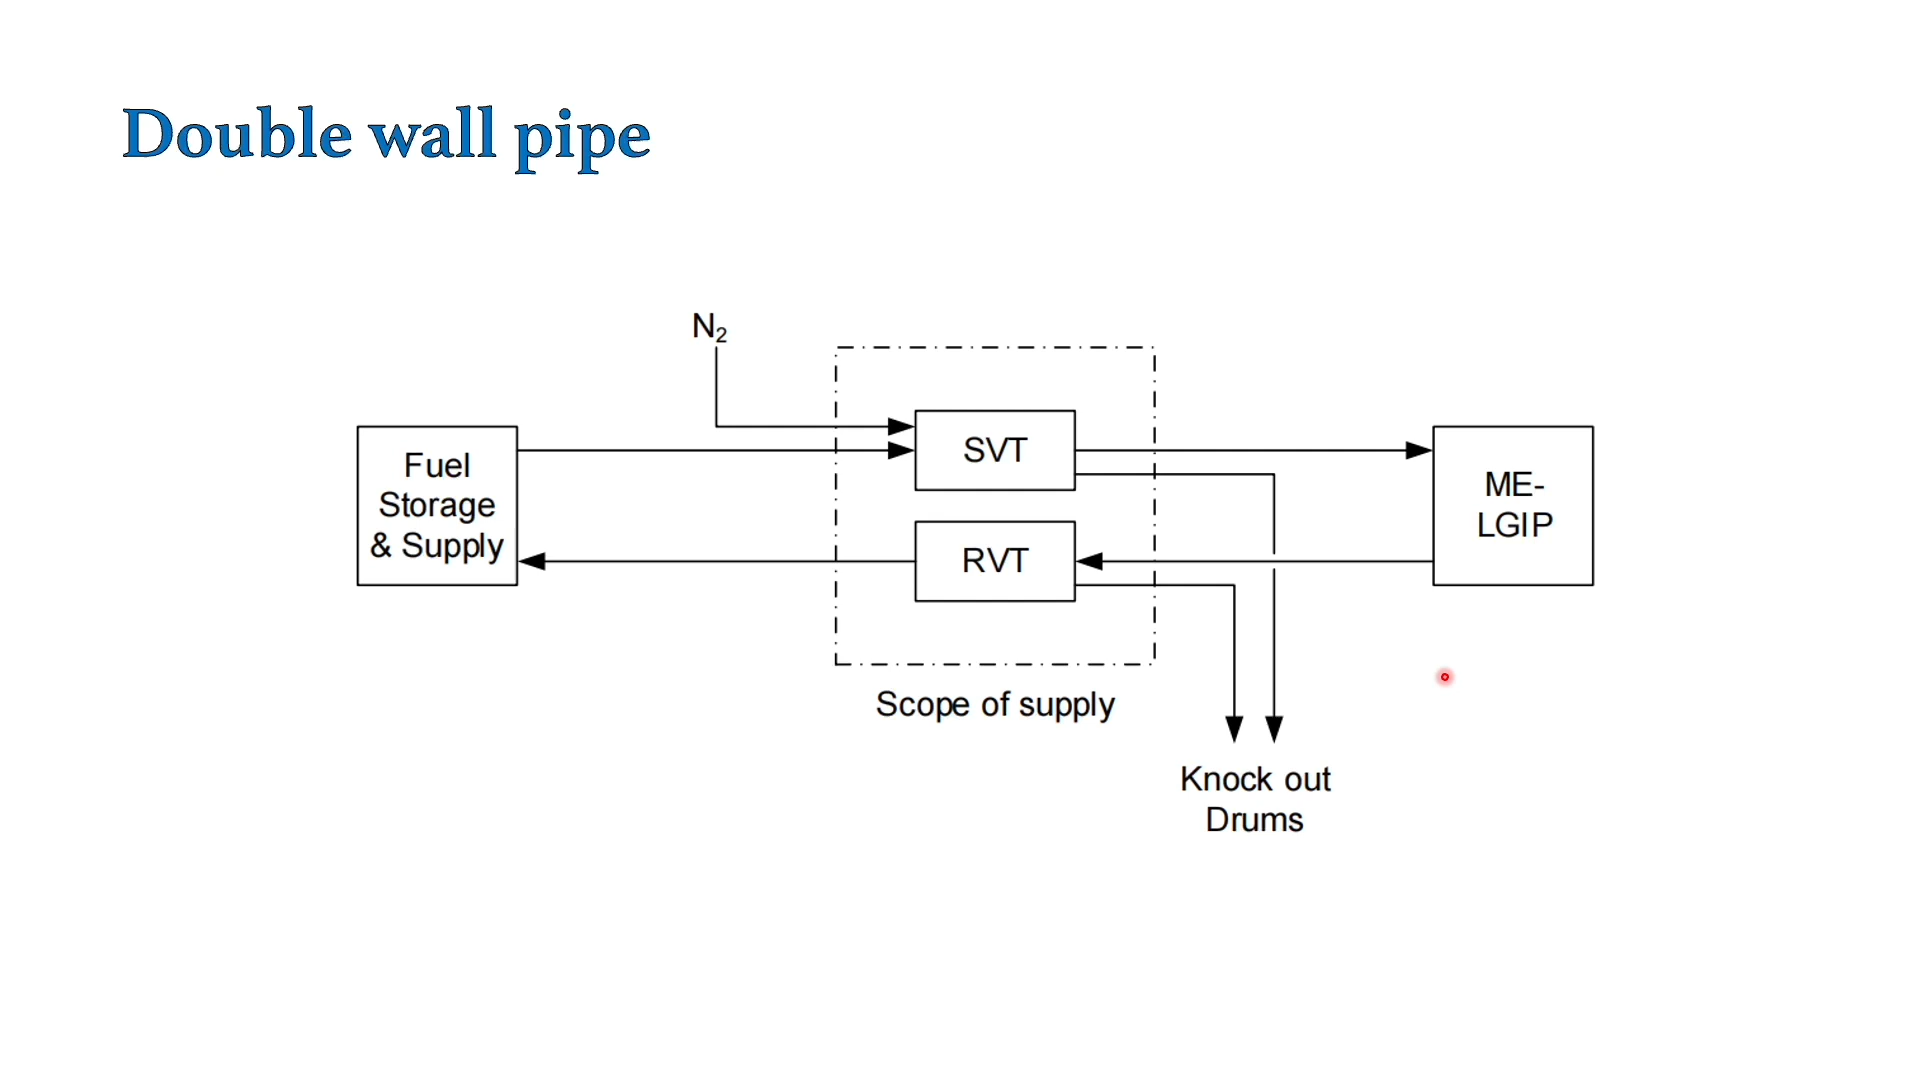 Double wall pipe
N₂
Fuel
Storage
& Supply
SVT
RVT
ME-
LGIP
Scope of supply
Knock out
Drums